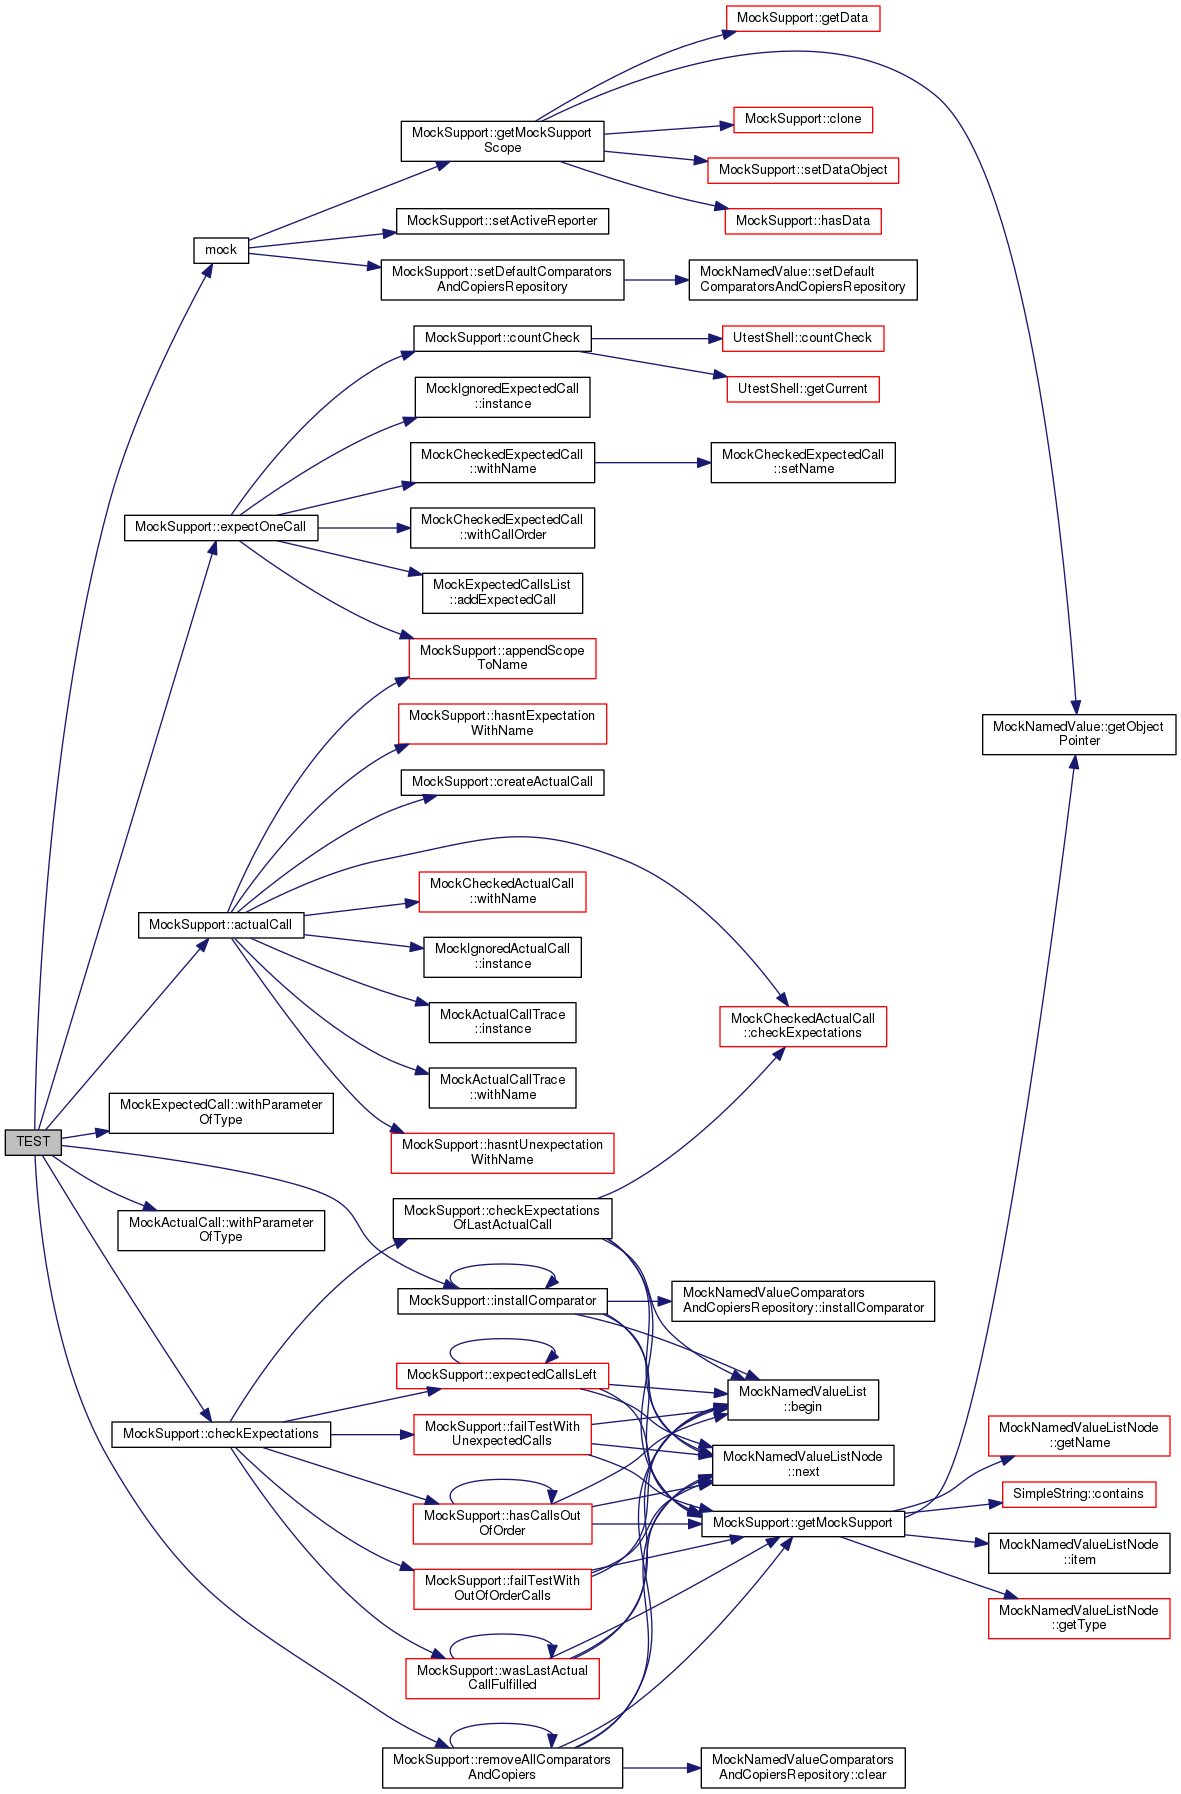 MockSupport::getData
MockSupport::getMockSupport
Scope
MockSupport::clone
MockSupport::setDataObject
MockSupport::hasData
mock
MockSupport::setActiveReporter
MockSupport::setDefaultComparators
AndCopiersRepository
MockNamedValue::setDefault
ComparatorsAndCopiersRepository
MockSupport::countCheck
UtestShell::countCheck
UtestShell::getCurrent
MockIgnoredExpectedCall
::instance
MockCheckedExpectedCall
::withName
MockCheckedExpectedCall
::setName
MockSupport::expectOneCall
MockCheckedExpectedCall
::withCallOrder
MockExpectedCallsList
::addExpectedCall
MockSupport::appendScope
ToName
MockSupport::hasntExpectation
WithName
MockNamedValue::getObject
Pointer
MockSupport::createActualCall
MockCheckedActualCall
::withName
MockSupport::actualCall
MockIgnoredActualCall
::instance
MockActualCallTrace
::instance
MockCheckedActualCall
::checkExpectations
MockActualCallTrace
::withName
MockExpectedCall::withParameter
OfType
TEST
MockSupport::hasntUnexpectation
WithName
MockActualCall::withParameter
OfType
MockSupport::checkExpectations
OfLastActualCall
MockSupport::installComparator
MockNamedValueComparators
AndCopiersRepository::installComparator
MockSupport::expectedCallsLeft
MockNamedValueList
::begin
MockSupport::checkExpectations
MockSupport::failTestWith
UnexpectedCalls
MockNamedValueListNode
::next
MockNamedValueListNode
::getName
MockSupport::hasCallsOut
OfOrder
MockSupport::getMockSupport
SimpleString::contains
MockNamedValueListNode
::item
MockSupport::failTestWith
OutOfOrderCalls
MockNamedValueListNode
::getType
MockSupport::wasLastActual
CallFulfilled
MockSupport::removeAllComparators
AndCopiers
MockNamedValueComparators
AndCopiersRepository::clear